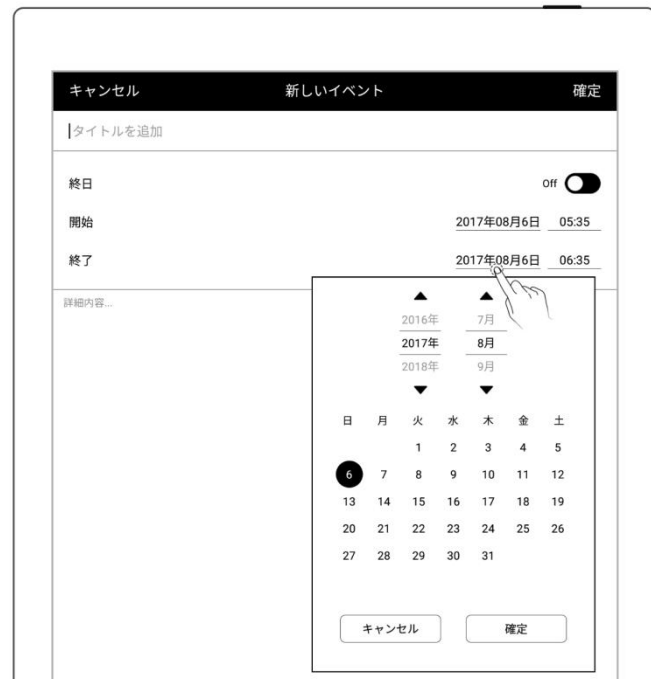 キャンセル 新しいイベント 確定
タイトルを追加
終日 Off
開始 2017年08月6日 05:35
終了 2017年08月6日 06:35
詳細内容...
2016年 7月
2017年 8月
2018年 9月
日 月 火 水 木 金 土
1 2 3 4 5
6 7 8 9 10 11 12
13 14 15 16 17 18 19
20 21 22 23 24 25 26
27 28 29 30 31
キャンセル 確定